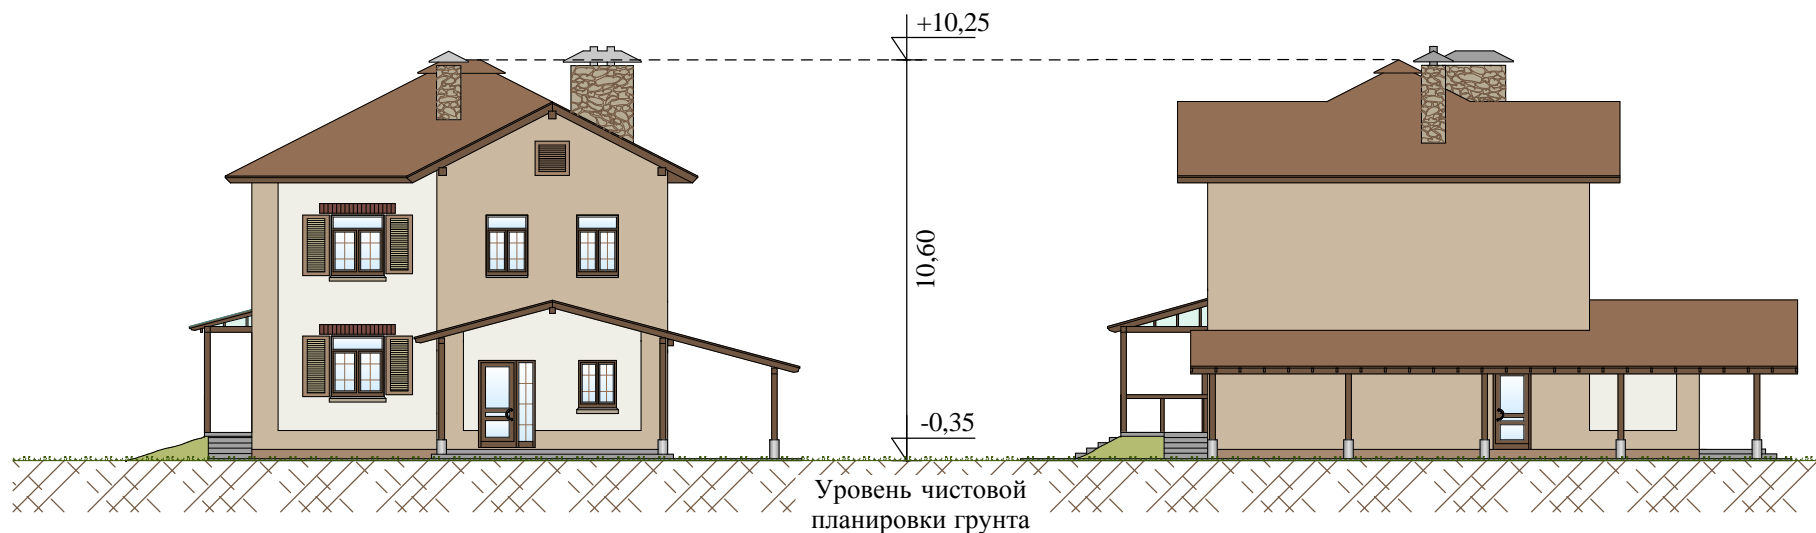 +10,25
10,60
-0,35
Уровень чистовой
планировки грунта